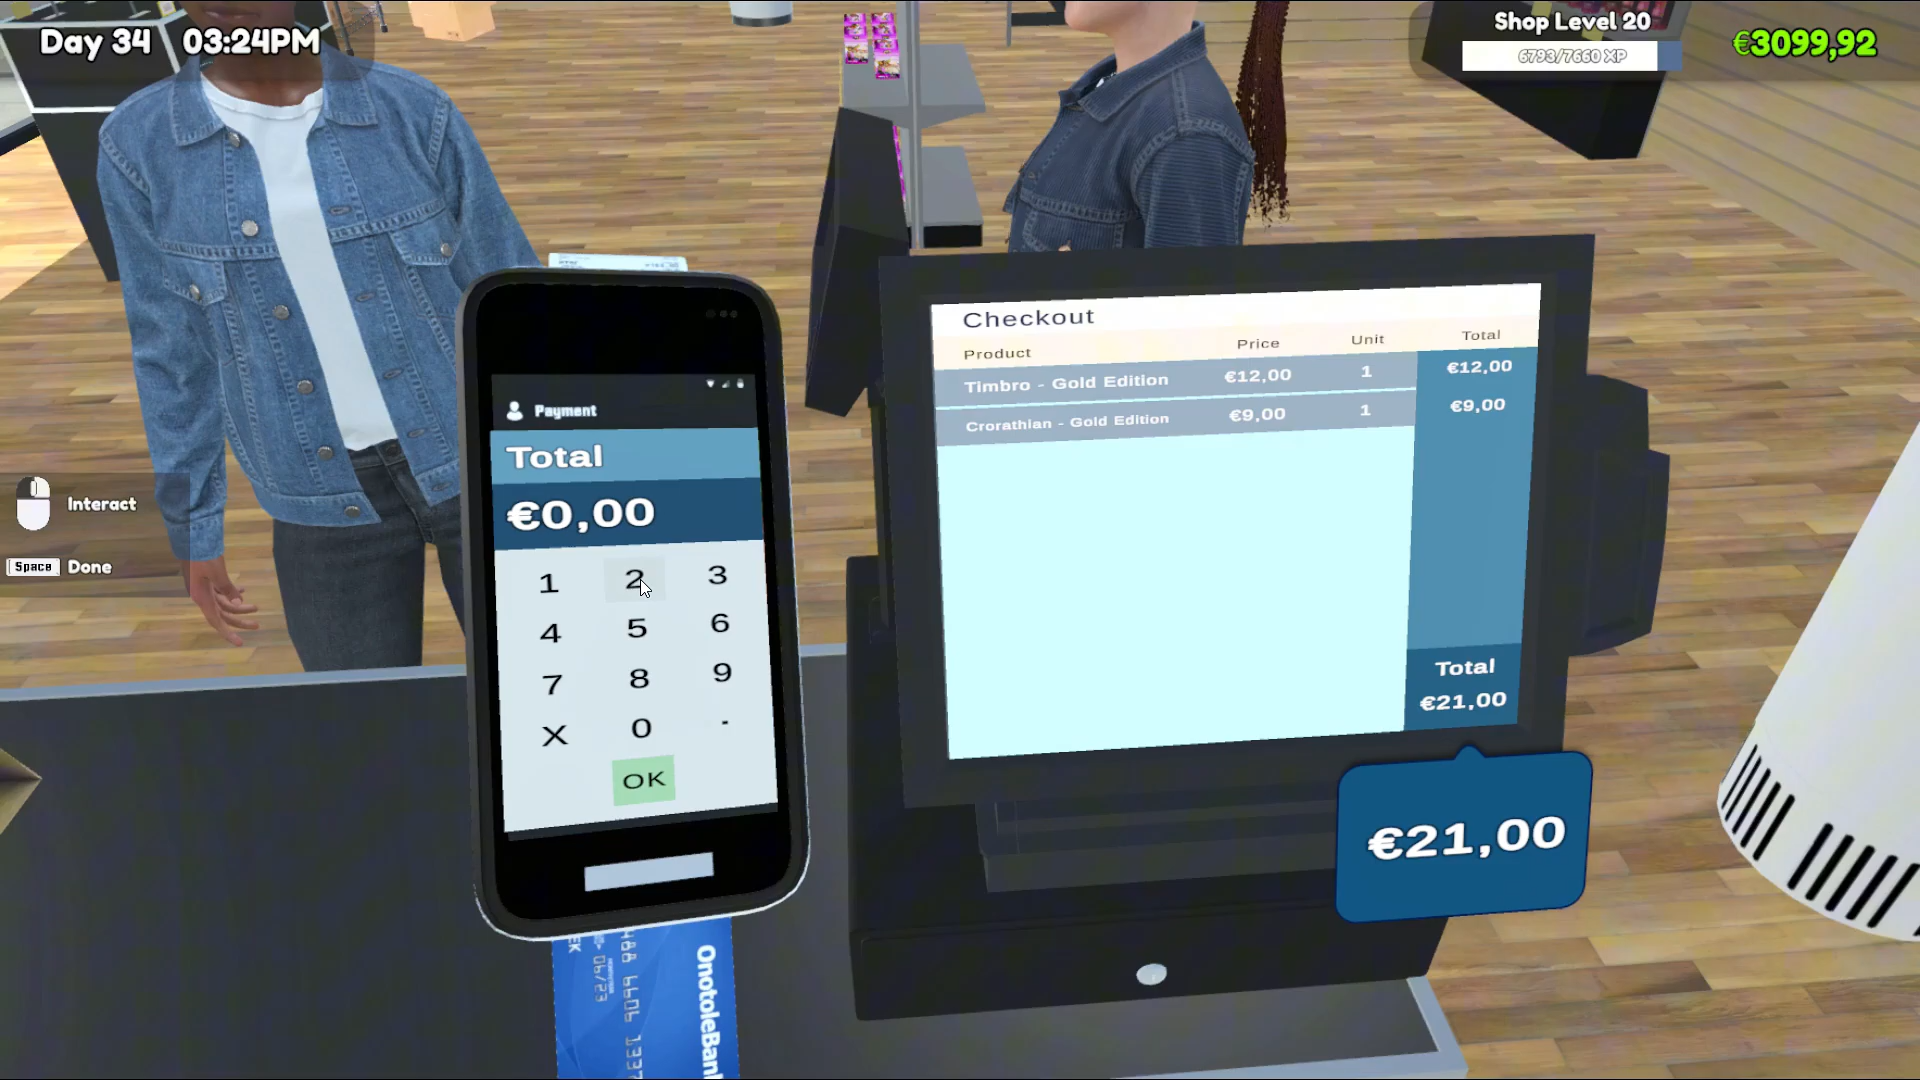 Day 34 03:24PM
Shop Level 20
6793/7660 XP
€3099,92
Interact
Space Done
Payment
Total
€0,00
1 2 3
4 5 6
7 8 9
X 0 .
OK
Checkout
Product Price Unit Total
Timbro - Gold Edition €12,00 1 €12,00
Crorathian - Gold Edition €9,00 1 €9,00
Total
€21,00
€21,00
OnotoleBank
06/23